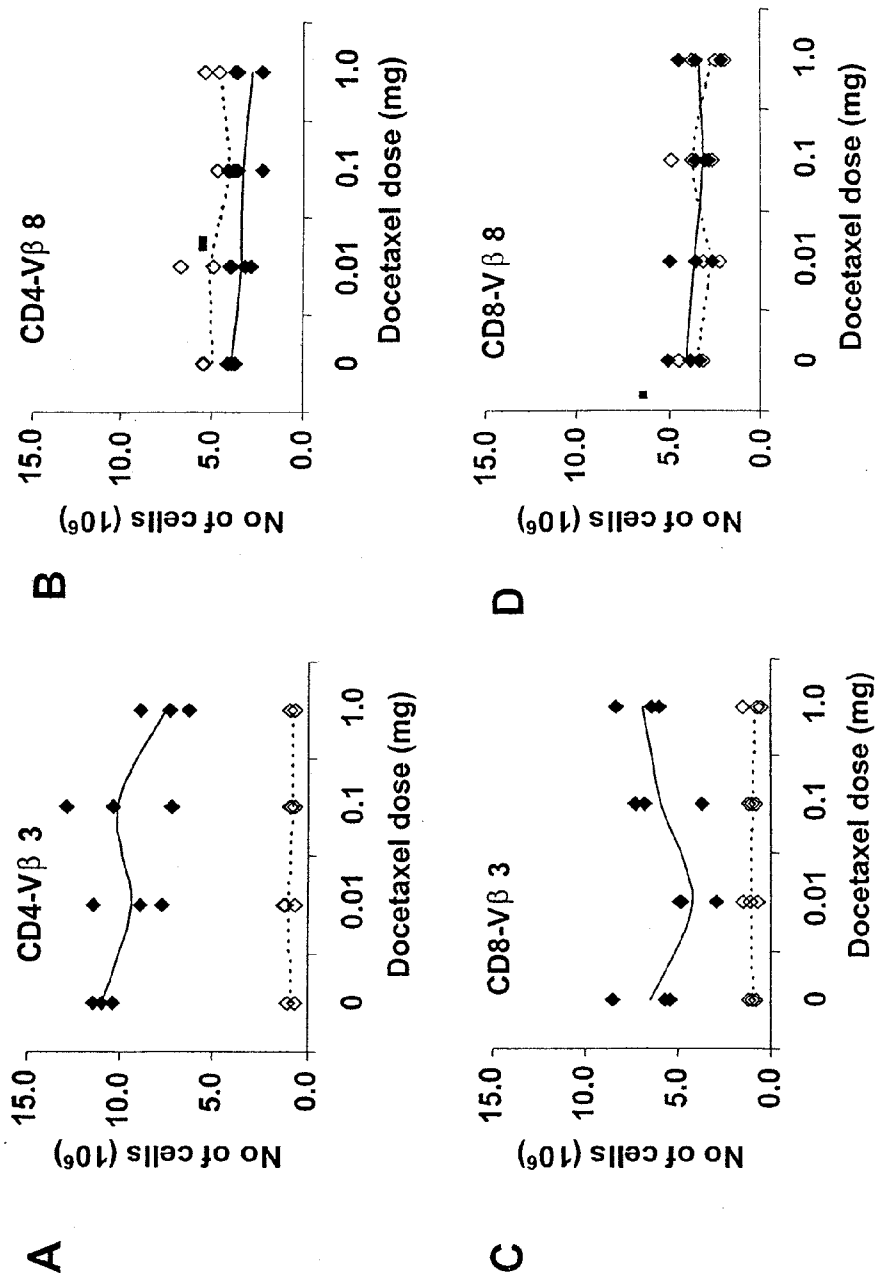 A
CD4-Vβ 3
No of cells (10⁶)
15.0
10.0
5.0
0.0
0 0.01 0.1 1.0
Docetaxel dose (mg)
B
CD4-Vβ 8
No of cells (10⁶)
15.0
10.0
5.0
0.0
0 0.01 0.1 1.0
Docetaxel dose (mg)
C
CD8-Vβ 3
No of cells (10⁶)
15.0
10.0
5.0
0.0
0 0.01 0.1 1.0
Docetaxel dose (mg)
D
CD8-Vβ 8
No of cells (10⁶)
15.0
10.0
5.0
0.0
0 0.01 0.1 1.0
Docetaxel dose (mg)